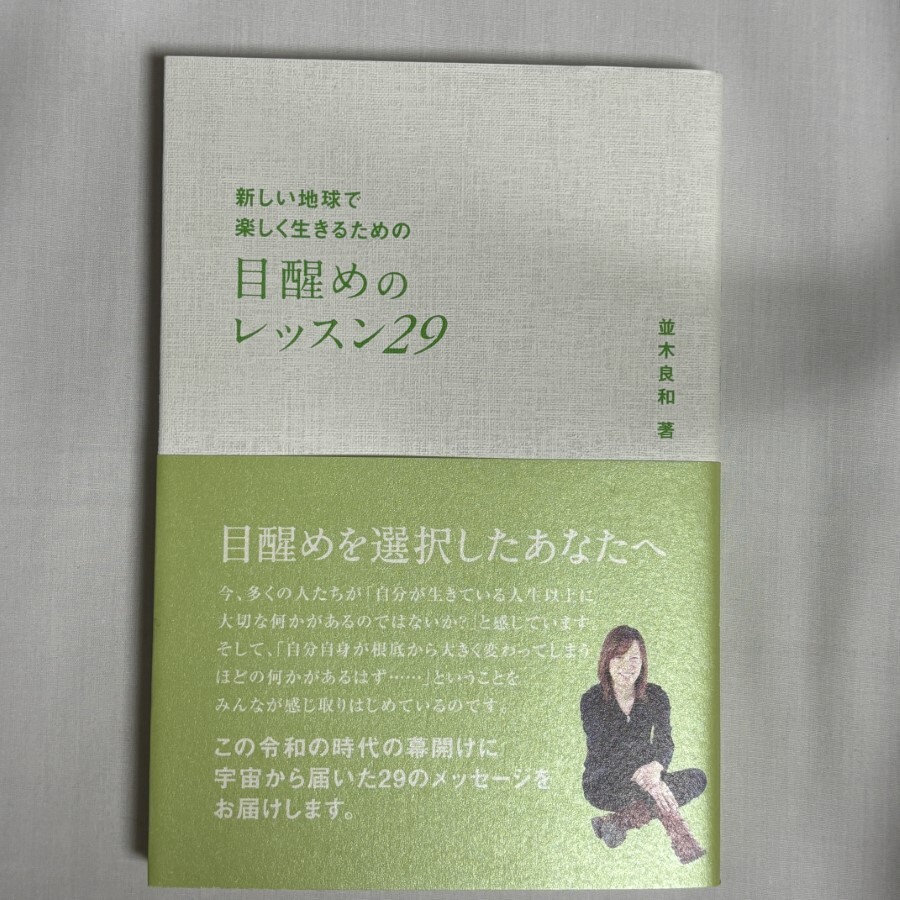 新しい地球で
楽しく生きるための
目醒めの
レッスン29
並木良和 著
目醒めを選択したあなたへ
今、多くの人たちが「自分が生きている人生以上に
大切な何かがあるのではないか?」と感じています。
そして、「自分自身が根底から大きく変わってしまう
ほどの何かがあるはず……」ということを
みんなが感じ取りはじめているのです。
この令和の時代の幕開けに
宇宙から届いた29のメッセージを
お届けします。